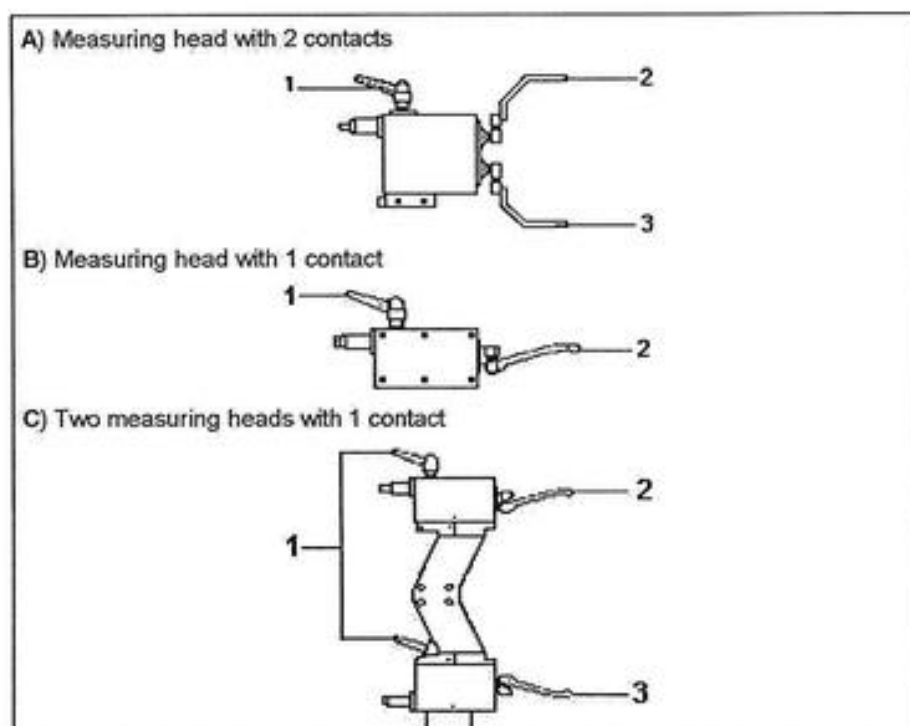 A) Measuring head with 2 contacts
1
2
3
B) Measuring head with 1 contact
1
2
C) Two measuring heads with 1 contact
2
1
3